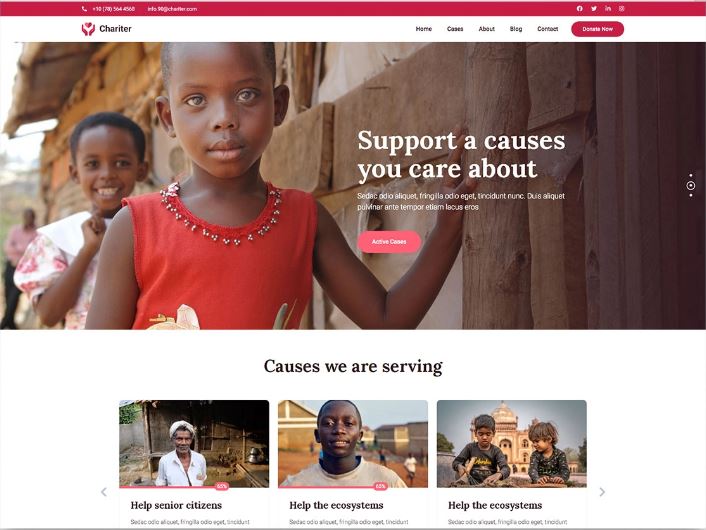 +10 (78) 564 4568 info.90@chariter.com
Chariter Home Cases About Blog Contact Donate Now
Support a causes
you care about
Sedac odio aliquet, fringilla odio eget, tincidunt nunc. Duis aliquet
pulvinar ante tempor etiam lacus eros
Active Cases
Causes we are serving
65% 65%
Help senior citizens Help the ecosystems Help the ecosystems
Sedac odio aliquet, fringilla odio eget, tincidunt Sedac odio aliquet, fringilla odio eget, tincidunt Sedac odio aliquet, fringilla odio eget, tincidunt